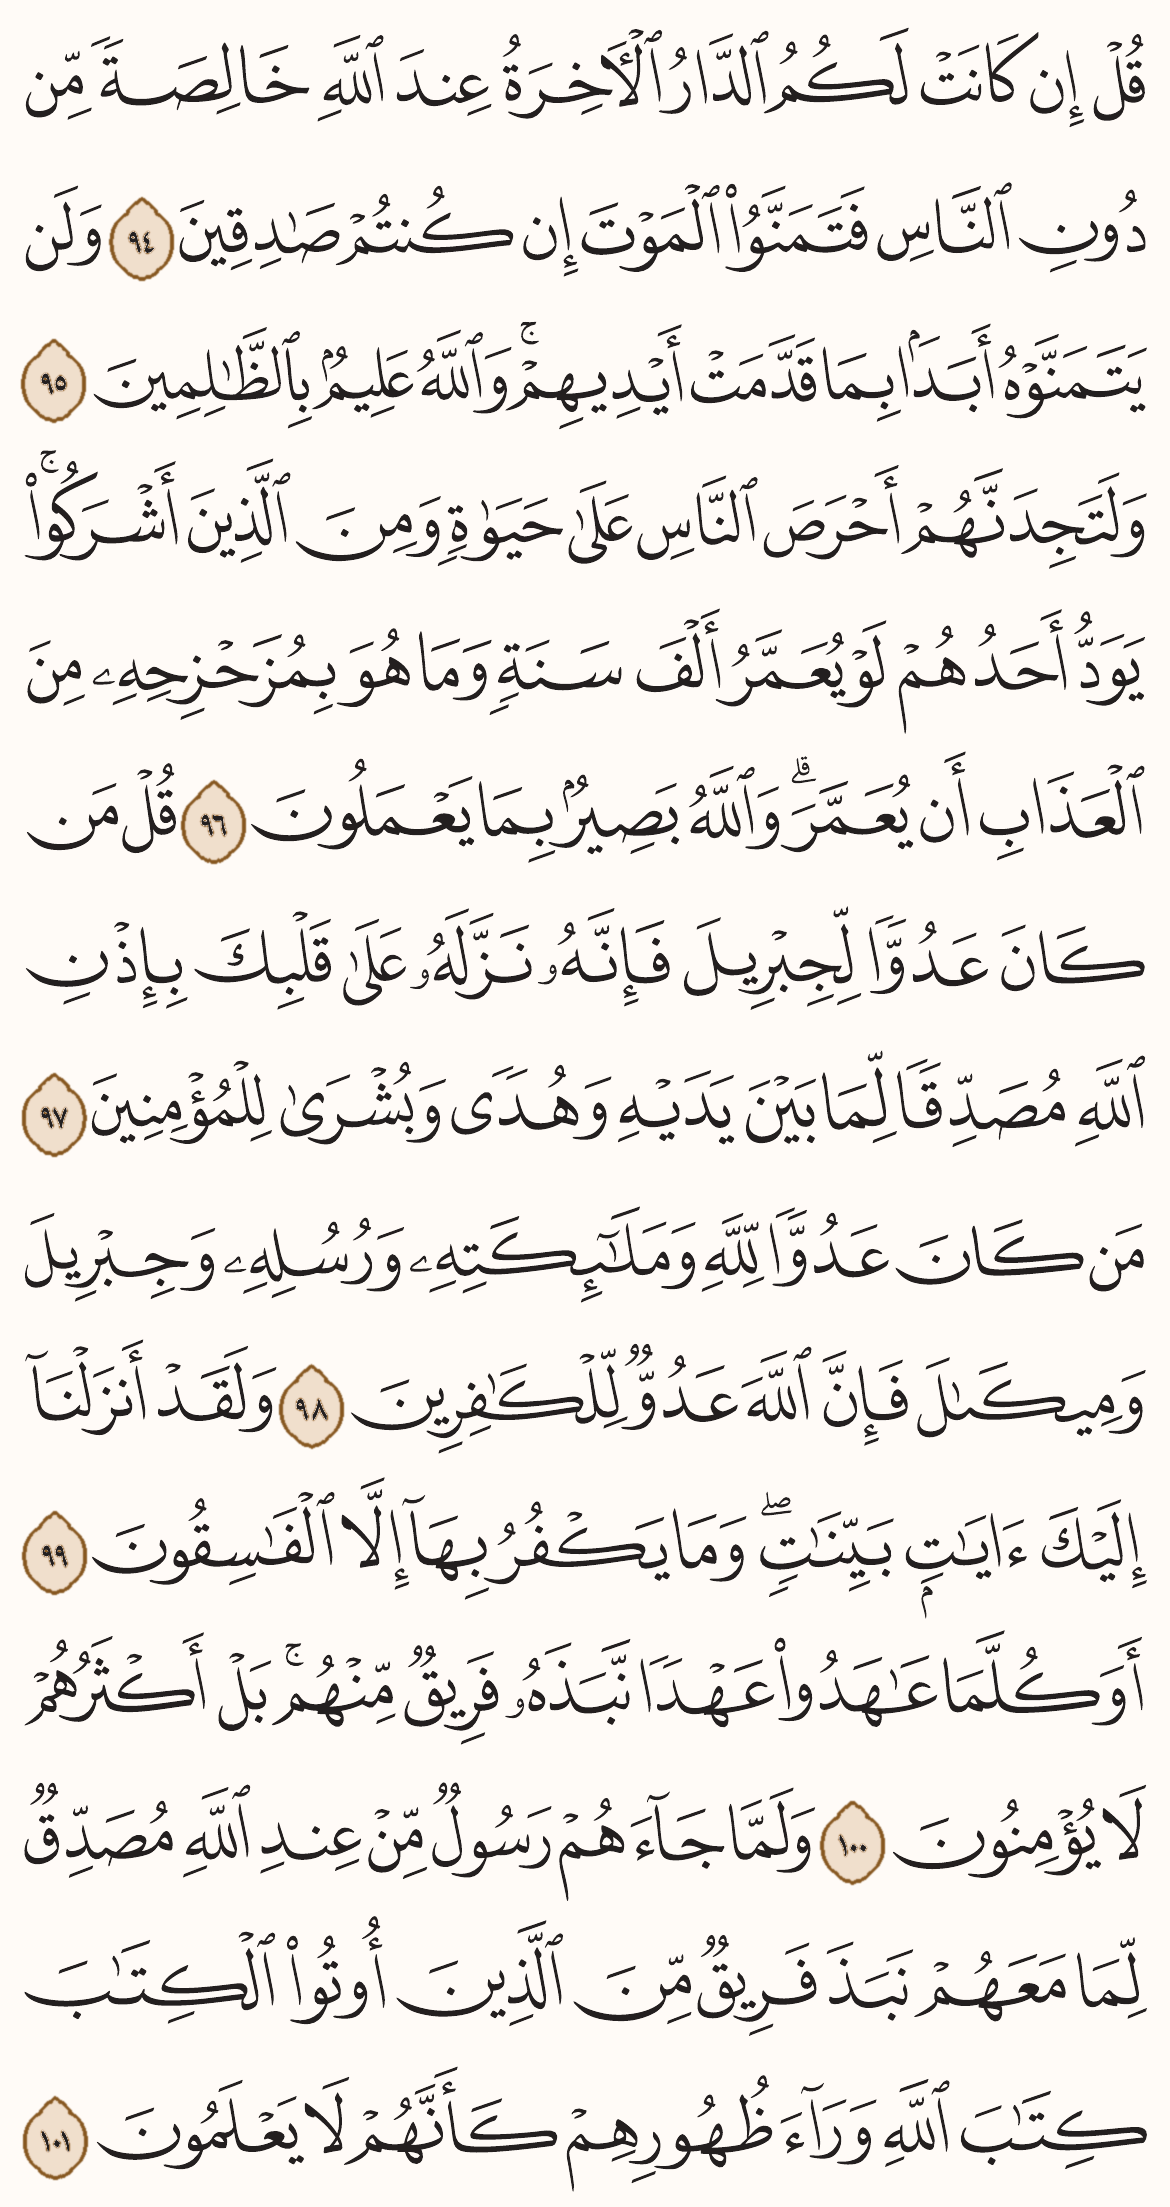 قُلۡ إِن كَانَتۡ لَكُمُ ٱلدَّارُ ٱلۡأٓخِرَةُ عِندَ ٱللَّهِ خَالِصَةٗ مِّن
دُونِ ٱلنَّاسِ فَتَمَنَّوُاْ ٱلۡمَوۡتَ إِن كُنتُمۡ صَٰدِقِينَ ٩٤ وَلَن
يَتَمَنَّوۡهُ أَبَدَۢا بِمَا قَدَّمَتۡ أَيۡدِيهِمۡۚ وَٱللَّهُ عَلِيمُۢ بِٱلظَّٰلِمِينَ ٩٥
وَلَتَجِدَنَّهُمۡ أَحۡرَصَ ٱلنَّاسِ عَلَىٰ حَيَوٰةٖ وَمِنَ ٱلَّذِينَ أَشۡرَكُواْۚ
يَوَدُّ أَحَدُهُمۡ لَوۡ يُعَمَّرُ أَلۡفَ سَنَةٖ وَمَا هُوَ بِمُزَحۡزِحِهِۦ مِنَ
ٱلۡعَذَابِ أَن يُعَمَّرَۗ وَٱللَّهُ بَصِيرُۢ بِمَا يَعۡمَلُونَ ٩٦ قُلۡ مَن
كَانَ عَدُوّٗا لِّجِبۡرِيلَ فَإِنَّهُۥ نَزَّلَهُۥ عَلَىٰ قَلۡبِكَ بِإِذۡنِ
ٱللَّهِ مُصَدِّقٗا لِّمَا بَيۡنَ يَدَيۡهِ وَهُدٗى وَبُشۡرَىٰ لِلۡمُؤۡمِنِينَ ٩٧
مَن كَانَ عَدُوّٗا لِّلَّهِ وَمَلَٰٓئِكَتِهِۦ وَرُسُلِهِۦ وَجِبۡرِيلَ
وَمِيكَىٰلَ فَإِنَّ ٱللَّهَ عَدُوّٞ لِّلۡكَٰفِرِينَ ٩٨ وَلَقَدۡ أَنزَلۡنَآ
إِلَيۡكَ ءَايَٰتِۭ بَيِّنَٰتٖۖ وَمَا يَكۡفُرُ بِهَآ إِلَّا ٱلۡفَٰسِقُونَ ٩٩
أَوَكُلَّمَا عَٰهَدُواْ عَهۡدٗا نَّبَذَهُۥ فَرِيقٞ مِّنۡهُمۚ بَلۡ أَكۡثَرُهُمۡ
لَا يُؤۡمِنُونَ ١٠٠ وَلَمَّا جَآءَهُمۡ رَسُولٞ مِّنۡ عِندِ ٱللَّهِ مُصَدِّقٞ
لِّمَا مَعَهُمۡ نَبَذَ فَرِيقٞ مِّنَ ٱلَّذِينَ أُوتُواْ ٱلۡكِتَٰبَ
كِتَٰبَ ٱللَّهِ وَرَآءَ ظُهُورِهِمۡ كَأَنَّهُمۡ لَا يَعۡلَمُونَ ١٠١